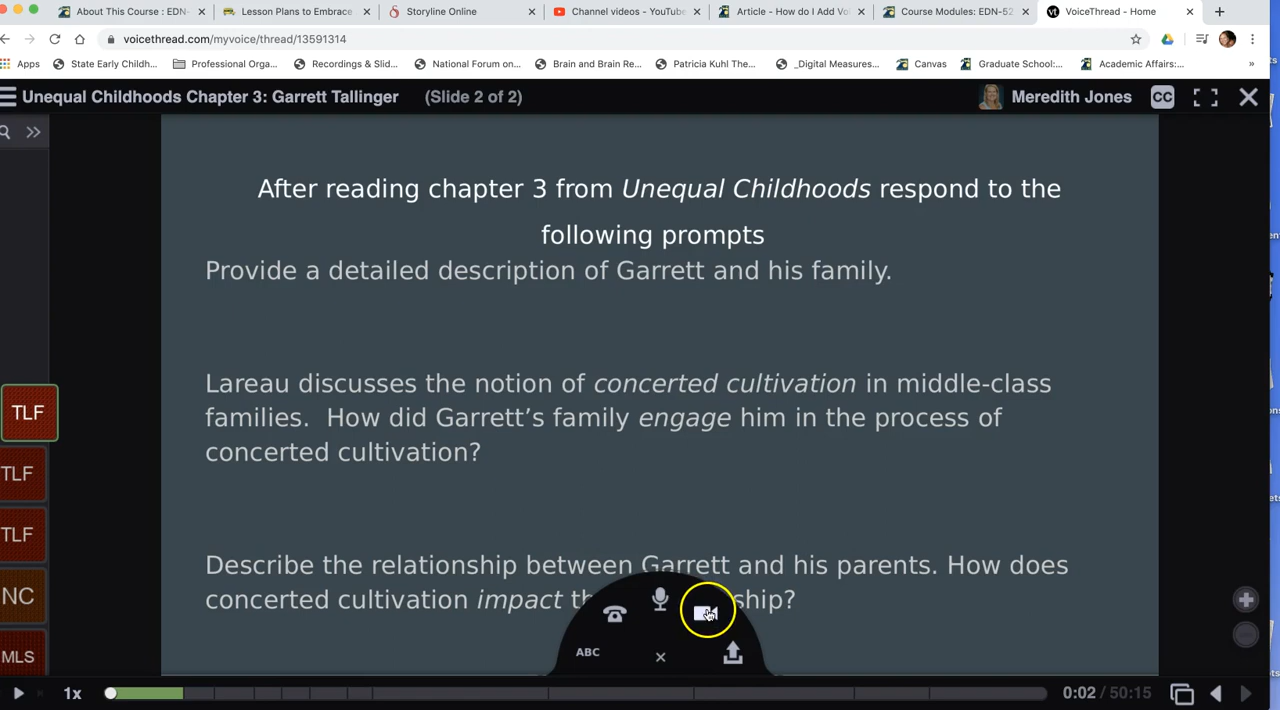 About This Course : EDN- × Lesson Plans to Embrace × Storyline Online × Channel videos - YouTube × Article - How do I Add Vo × Course Modules: EDN-52 × VoiceThread - Home × +
voicethread.com/myvoice/thread/13591314
Apps State Early Childh... Professional Orga... Recordings & Slid... National Forum on... Brain and Brain Re... Patricia Kuhl The... _Digital Measures... Canvas Graduate School:... Academic Affairs:... »
Unequal Childhoods Chapter 3: Garrett Tallinger (Slide 2 of 2) Meredith Jones CC
After reading chapter 3 from Unequal Childhoods respond to the
following prompts
Provide a detailed description of Garrett and his family.
Lareau discusses the notion of concerted cultivation in middle-class
families. How did Garrett's family engage him in the process of
concerted cultivation?
Describe the relationship between Garrett and his parents. How does
concerted cultivation impact
TLF
TLF
TLF
NC
MLS
ABC
1x 0:02 / 50:15